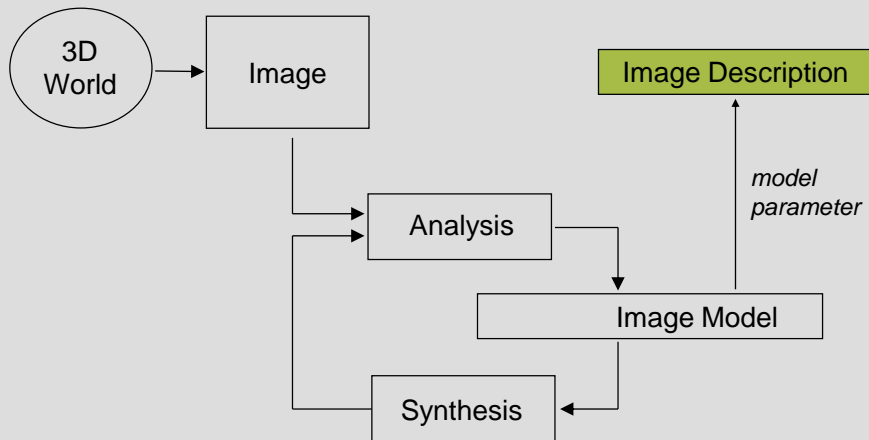 3D
World
Image
Image Description
model
parameter
Analysis
Image Model
Synthesis